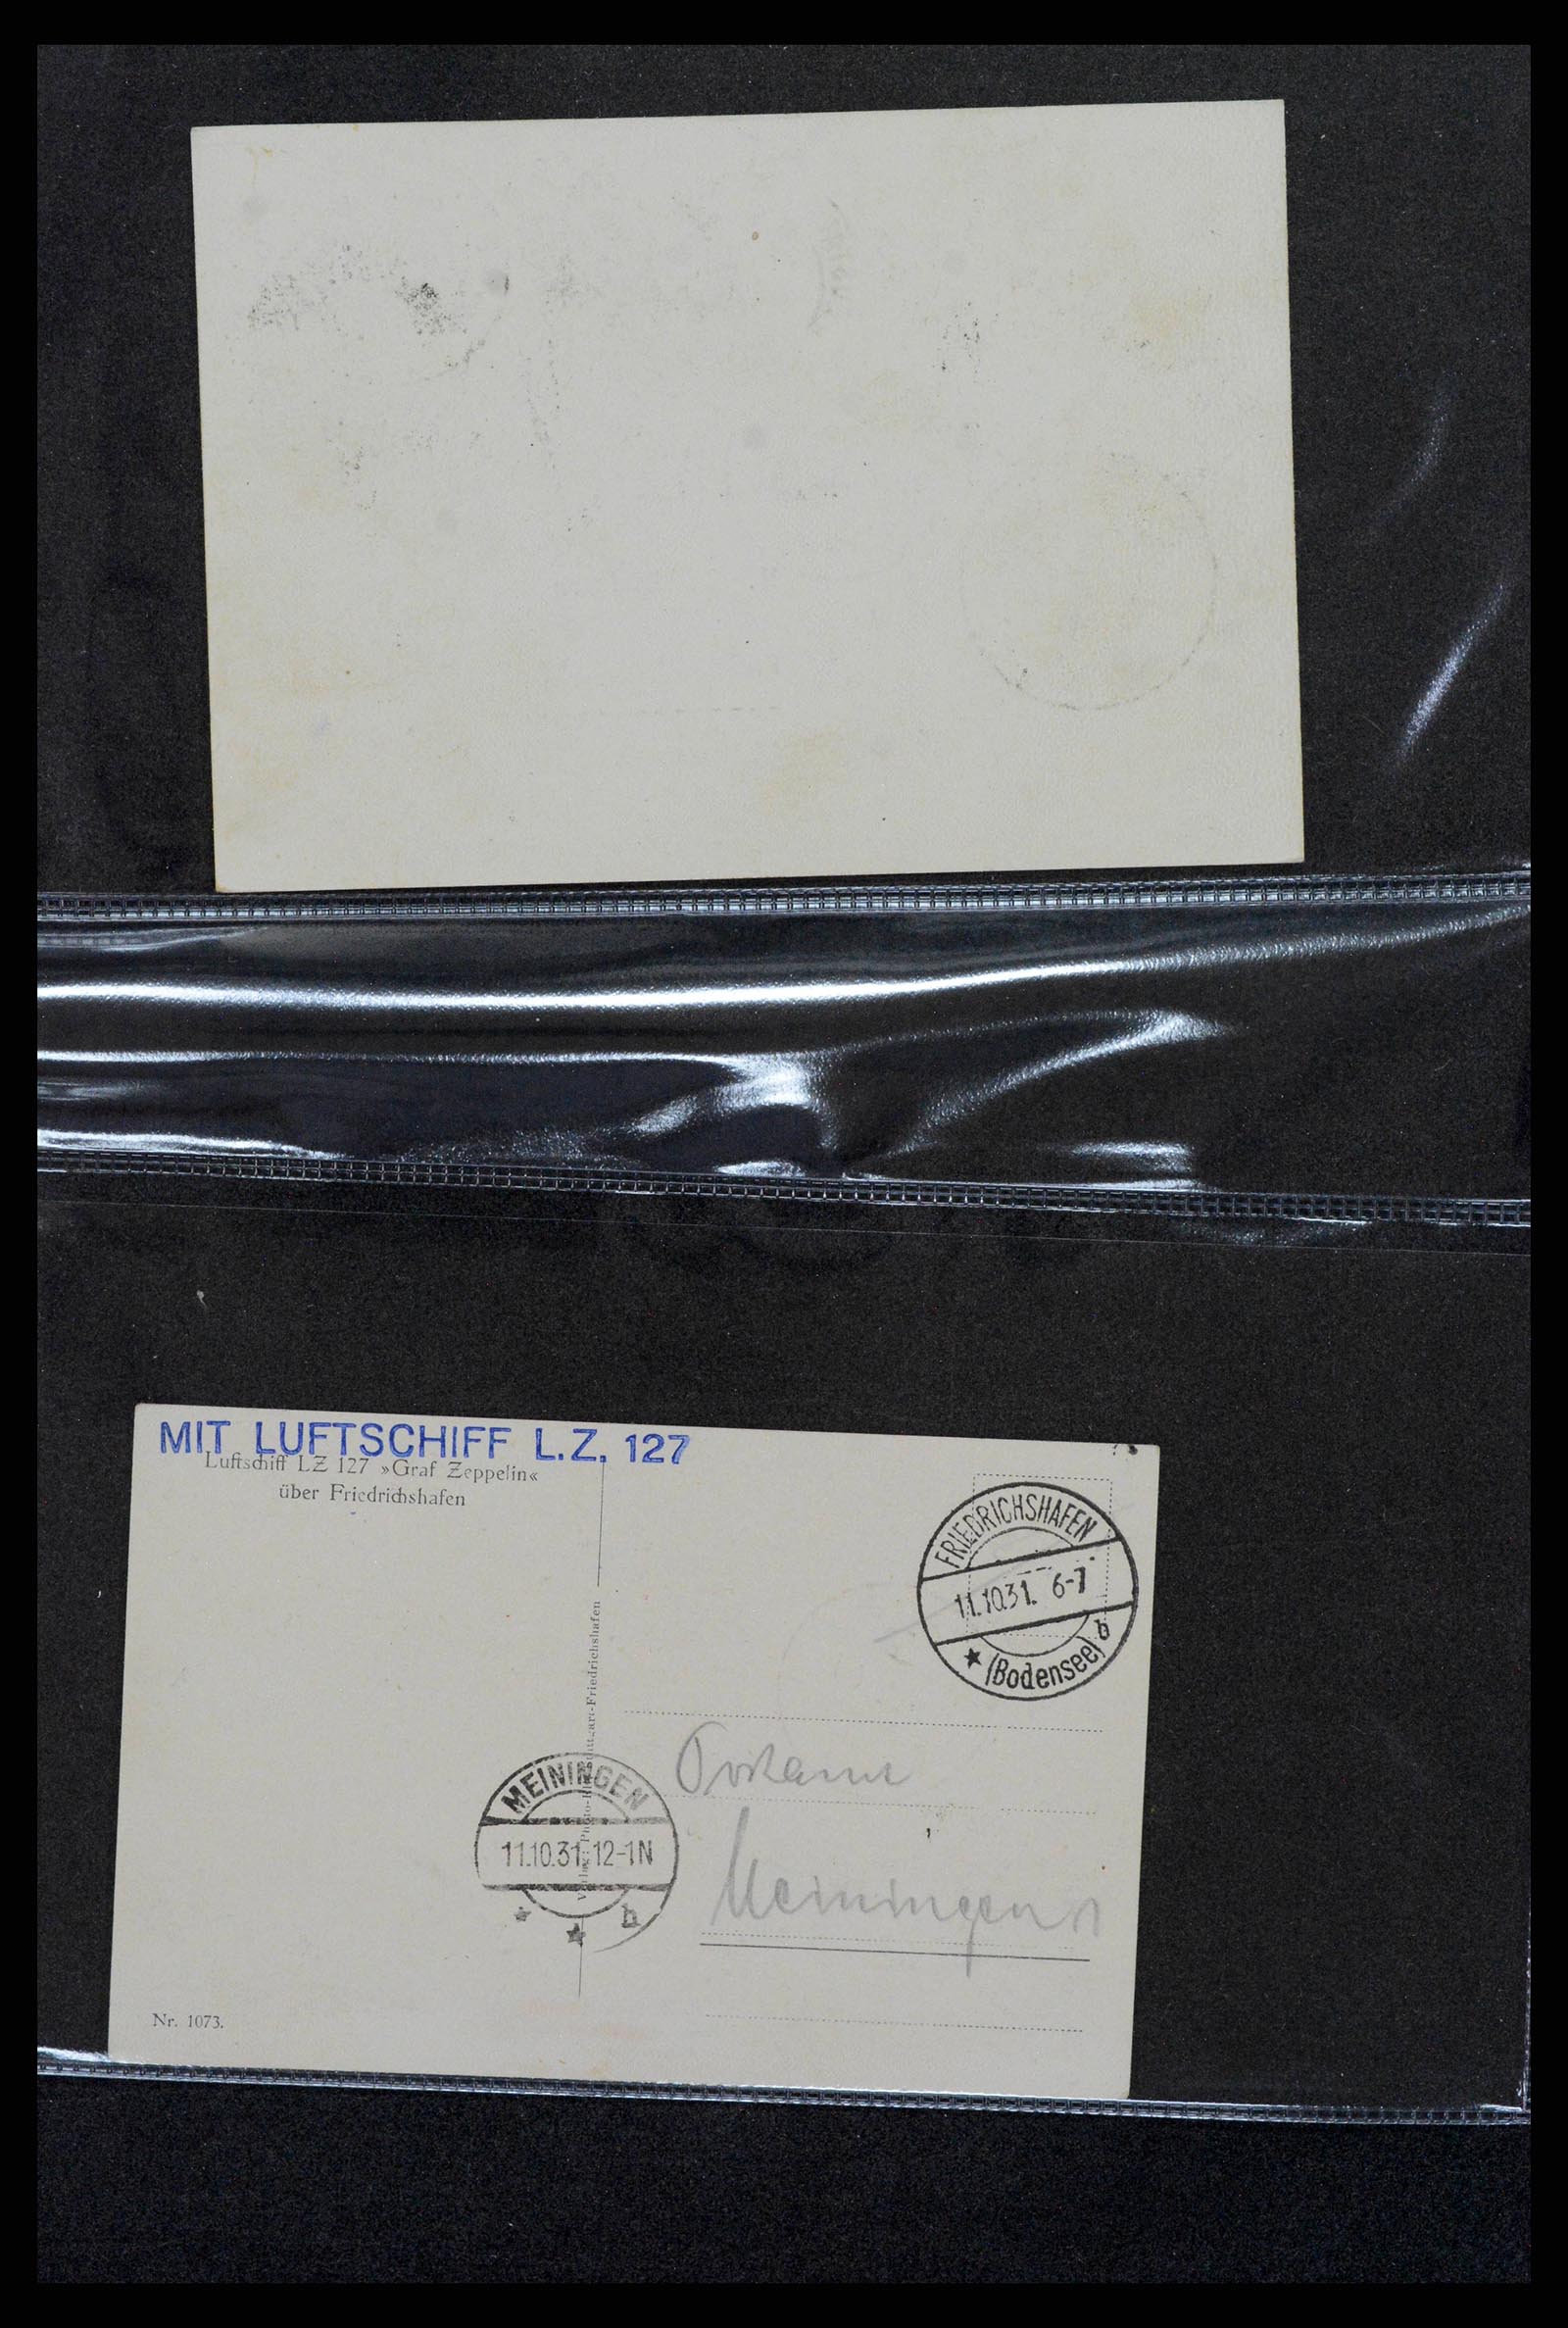 MIT LUFTSCHIFF L.Z. 127
Luftschiff LZ 127 »Graf Zeppelin«
über Friedrichshafen
FRIEDRICHSHAFEN
11.10.31. 6-7
★ (Bodensee) b
Postamt
MEININGEN
11.10.31. 12-1N
★ ★ b
Meiningen
Nr. 1073.